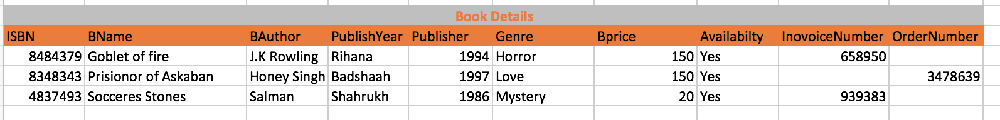 Book Details
ISBN BName BAuthor PublishYear Publisher Genre Bprice Availabilty InovoiceNumber OrderNumber
8484379 Goblet of fire J.K Rowling Rihana 1994 Horror 150 Yes 658950
8348343 Prisionor of Askaban Honey Singh Badshaah 1997 Love 150 Yes 3478639
4837493 Socceres Stones Salman Shahrukh 1986 Mystery 20 Yes 939383